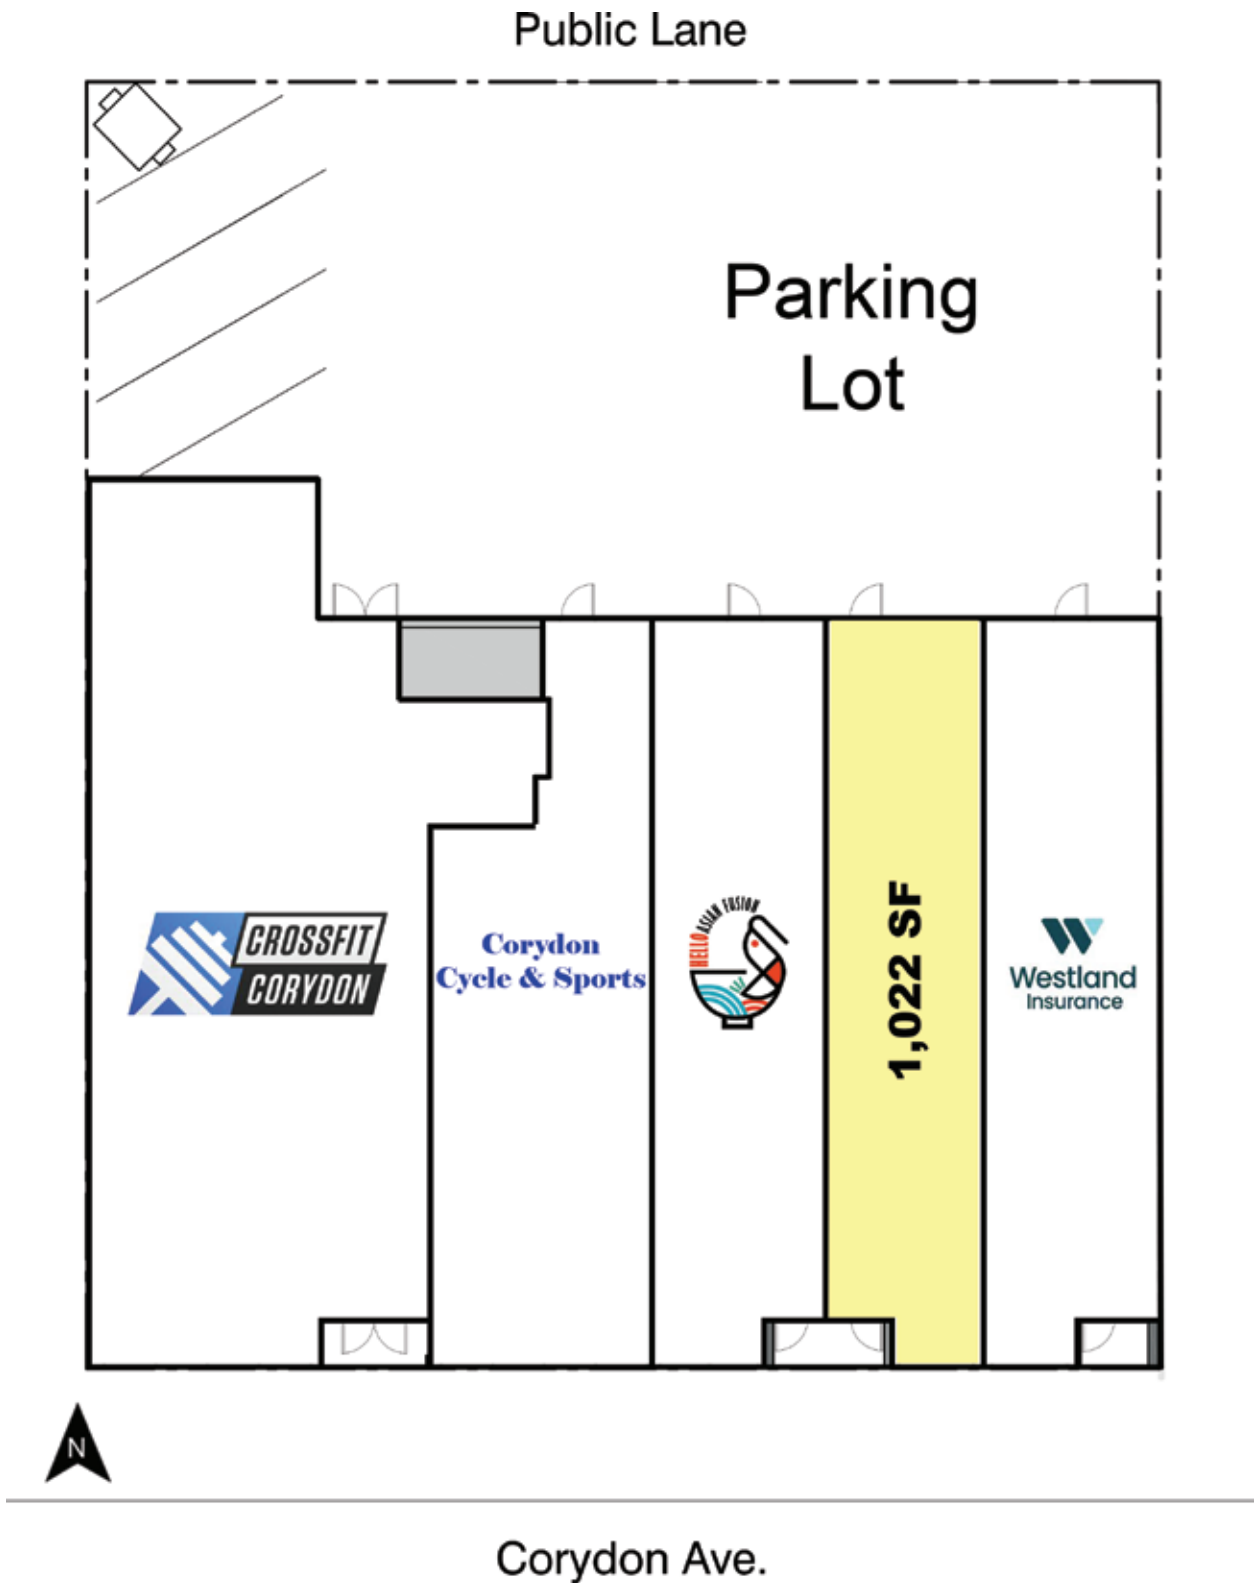 Public Lane
Parking
Lot
CROSSFIT
CORYDON
Corydon
Cycle & Sports
HELLO ASIAN FUSION
1,022 SF
Westland
Insurance
N
Corydon Ave.